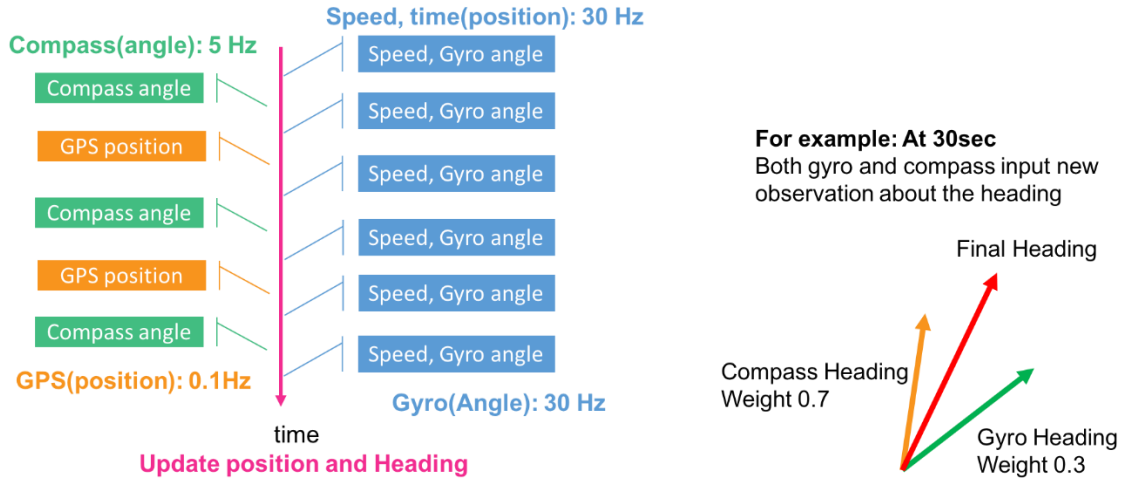 Speed, time(position): 30 Hz
Compass(angle): 5 Hz
Speed, Gyro angle
Compass angle
Speed, Gyro angle
GPS position
Speed, Gyro angle
Compass angle
Speed, Gyro angle
GPS position
Speed, Gyro angle
Compass angle
Speed, Gyro angle
GPS(position): 0.1Hz
Gyro(Angle): 30 Hz
time
Update position and Heading
For example: At 30sec
Both gyro and compass input new
observation about the heading
Final Heading
Compass Heading
Weight 0.7
Gyro Heading
Weight 0.3